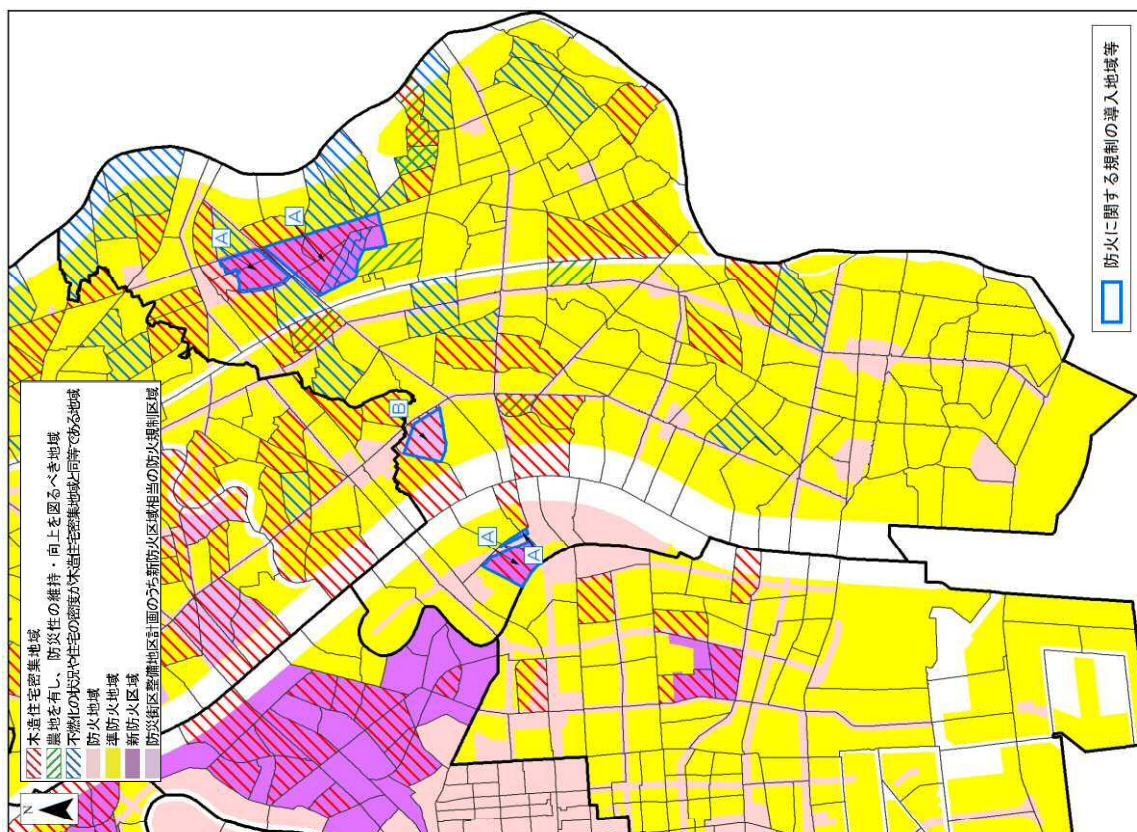 N
木造住宅密集地域
農地を有し、防災性の維持・向上を図るべき地域
不燃化の状況や住宅の密度が木造住宅密集地域と同等である地域
防火地域
準防火地域
新防火区域
防災街区整備地区計画のうち新防火区域相当の防火規制区域
A
A
B
A
A
防火に関する規制の導入地域等